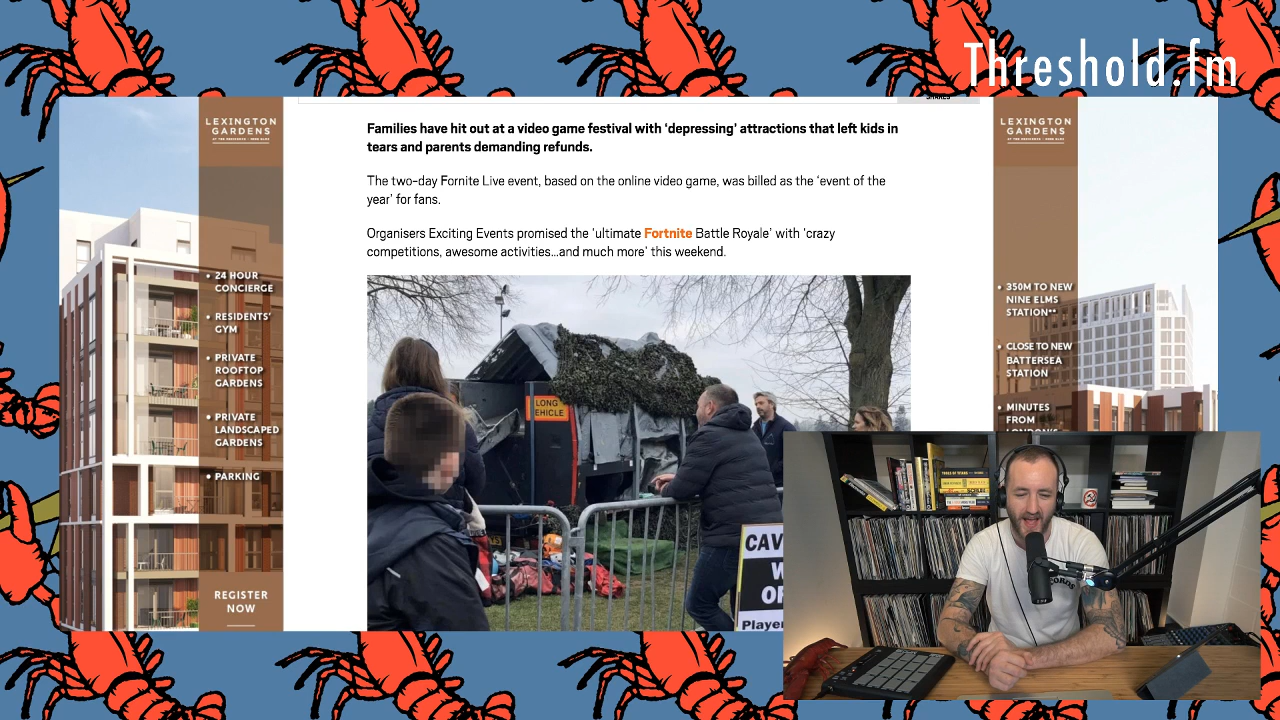 Threshold.fm
SHARES
LEXINGTON
GARDENS
24 HOUR
CONCIERGE
RESIDENTS'
GYM
PRIVATE
ROOFTOP
GARDENS
PRIVATE
LANDSCAPED
GARDENS
PARKING
REGISTER
NOW
Families have hit out at a video game festival with ‘depressing’ attractions that left kids in
tears and parents demanding refunds.
The two-day Fornite Live event, based on the online video game, was billed as the ‘event of the
year’ for fans.
Organisers Exciting Events promised the ‘ultimate Fortnite Battle Royale’ with ‘crazy
competitions, awesome activities…and much more’ this weekend.
LONG
EHICLE
CAV
W
OF
Player
LEXINGTON
GARDENS
350M TO NEW
NINE ELMS
STATION**
CLOSE TO NEW
BATTERSEA
STATION
MINUTES
FROM
LONDON'S